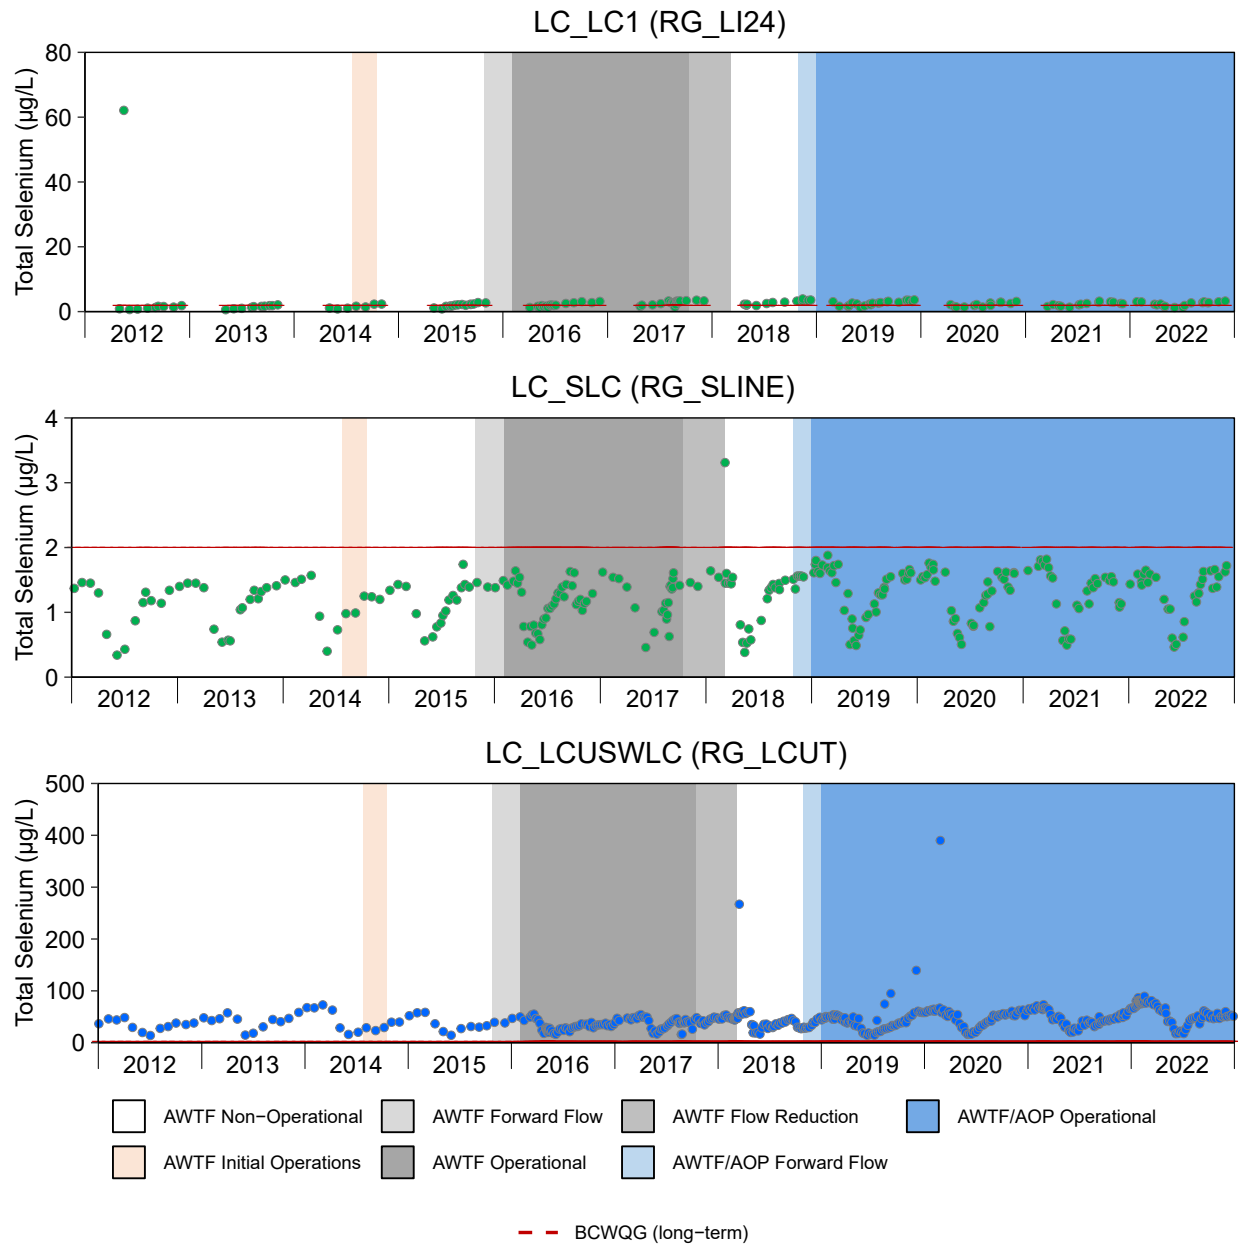 LC_LC1 (RG_LI24)
Total Selenium (µg/L)
80
60
40
20
0
2012 2013 2014 2015 2016 2017 2018 2019 2020 2021 2022
LC_SLC (RG_SLINE)
Total Selenium (µg/L)
4
3
2
1
0
2012 2013 2014 2015 2016 2017 2018 2019 2020 2021 2022
LC_LCUSWLC (RG_LCUT)
Total Selenium (µg/L)
500
400
300
200
100
0
2012 2013 2014 2015 2016 2017 2018 2019 2020 2021 2022
AWTF Non−Operational AWTF Forward Flow AWTF Flow Reduction AWTF/AOP Operational
AWTF Initial Operations AWTF Operational AWTF/AOP Forward Flow
BCWQG (long−term)